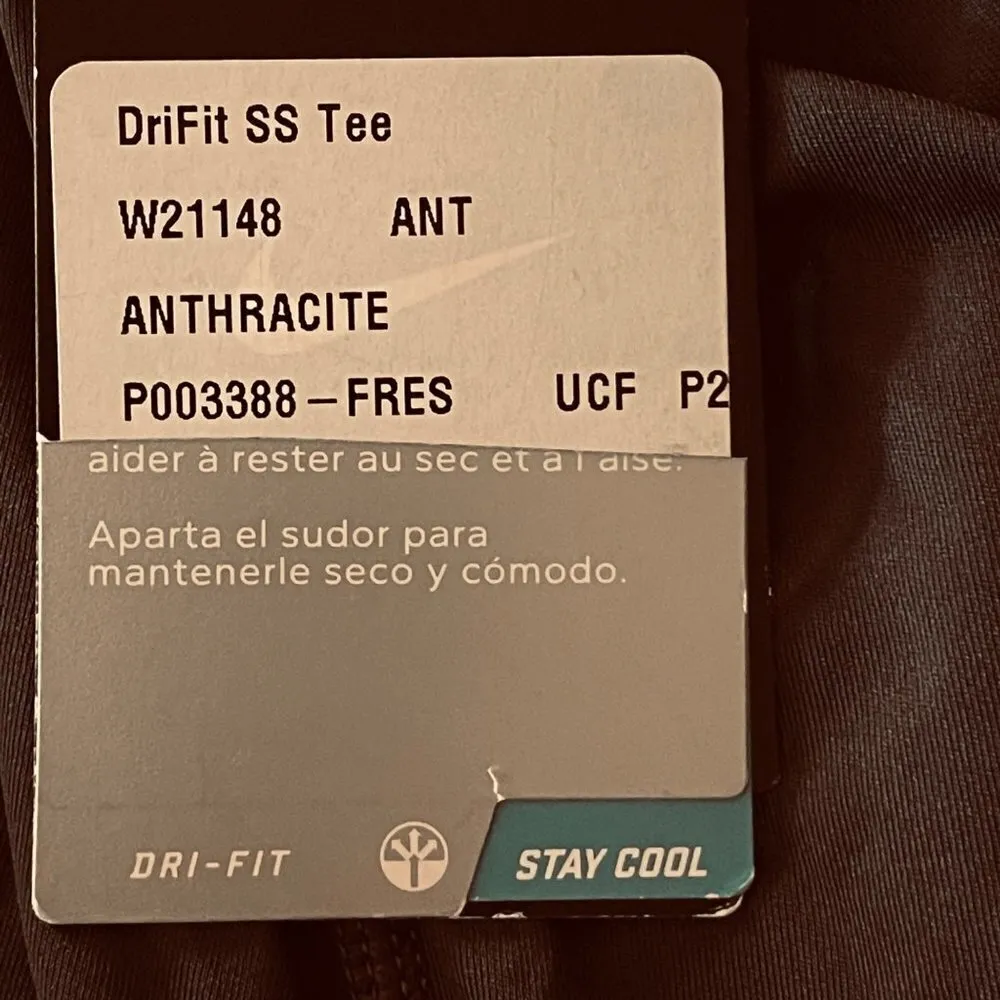 DriFit SS Tee
W21148 ANT
ANTHRACITE
P003388-FRES UCF P2
aider à rester au sec et à l'aise.
Aparta el sudor para
mantenerle seco y cómodo.
DRI-FIT STAY COOL